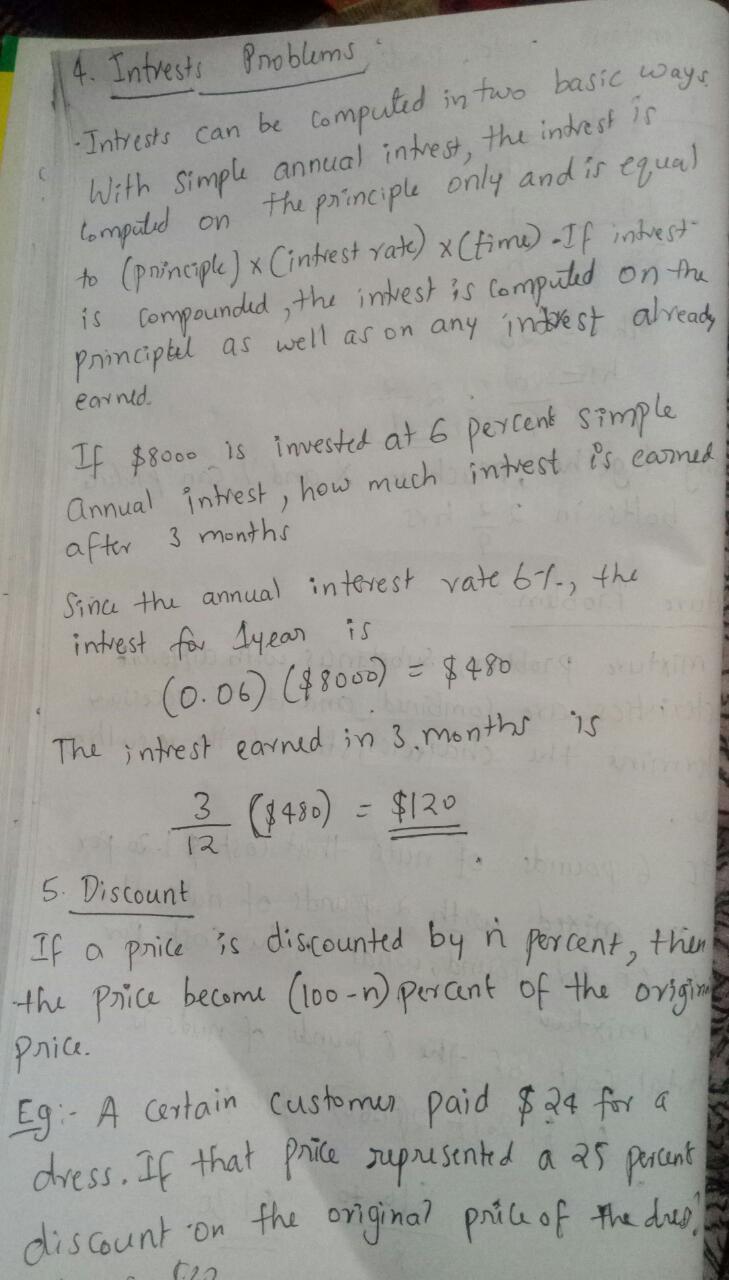 4. Intrests Problems
Intrests can be computed in two basic ways
With Simple annual intrest, the intrest is
computed on the principle only and is equal
to (principle) x (intrest rate) x (time). If intrest
is compounded, the intrest is computed on the
principle as well as on any intrest already
earned.
If $8000 is invested at 6 percent simple
annual intrest, how much intrest is earned
after 3 months
Since the annual interest rate 6%, the
intrest for 1year is
(0.06) ($8000) = $480
The intrest earned in 3 months is
3/12 ($480) = $120
5. Discount
If a price is discounted by n percent, then
the price become (100-n) percent of the origin
price.
Eg:- A certain customer paid $24 for a
dress. If that price represented a 25 percent
discount on the original price of the dress?